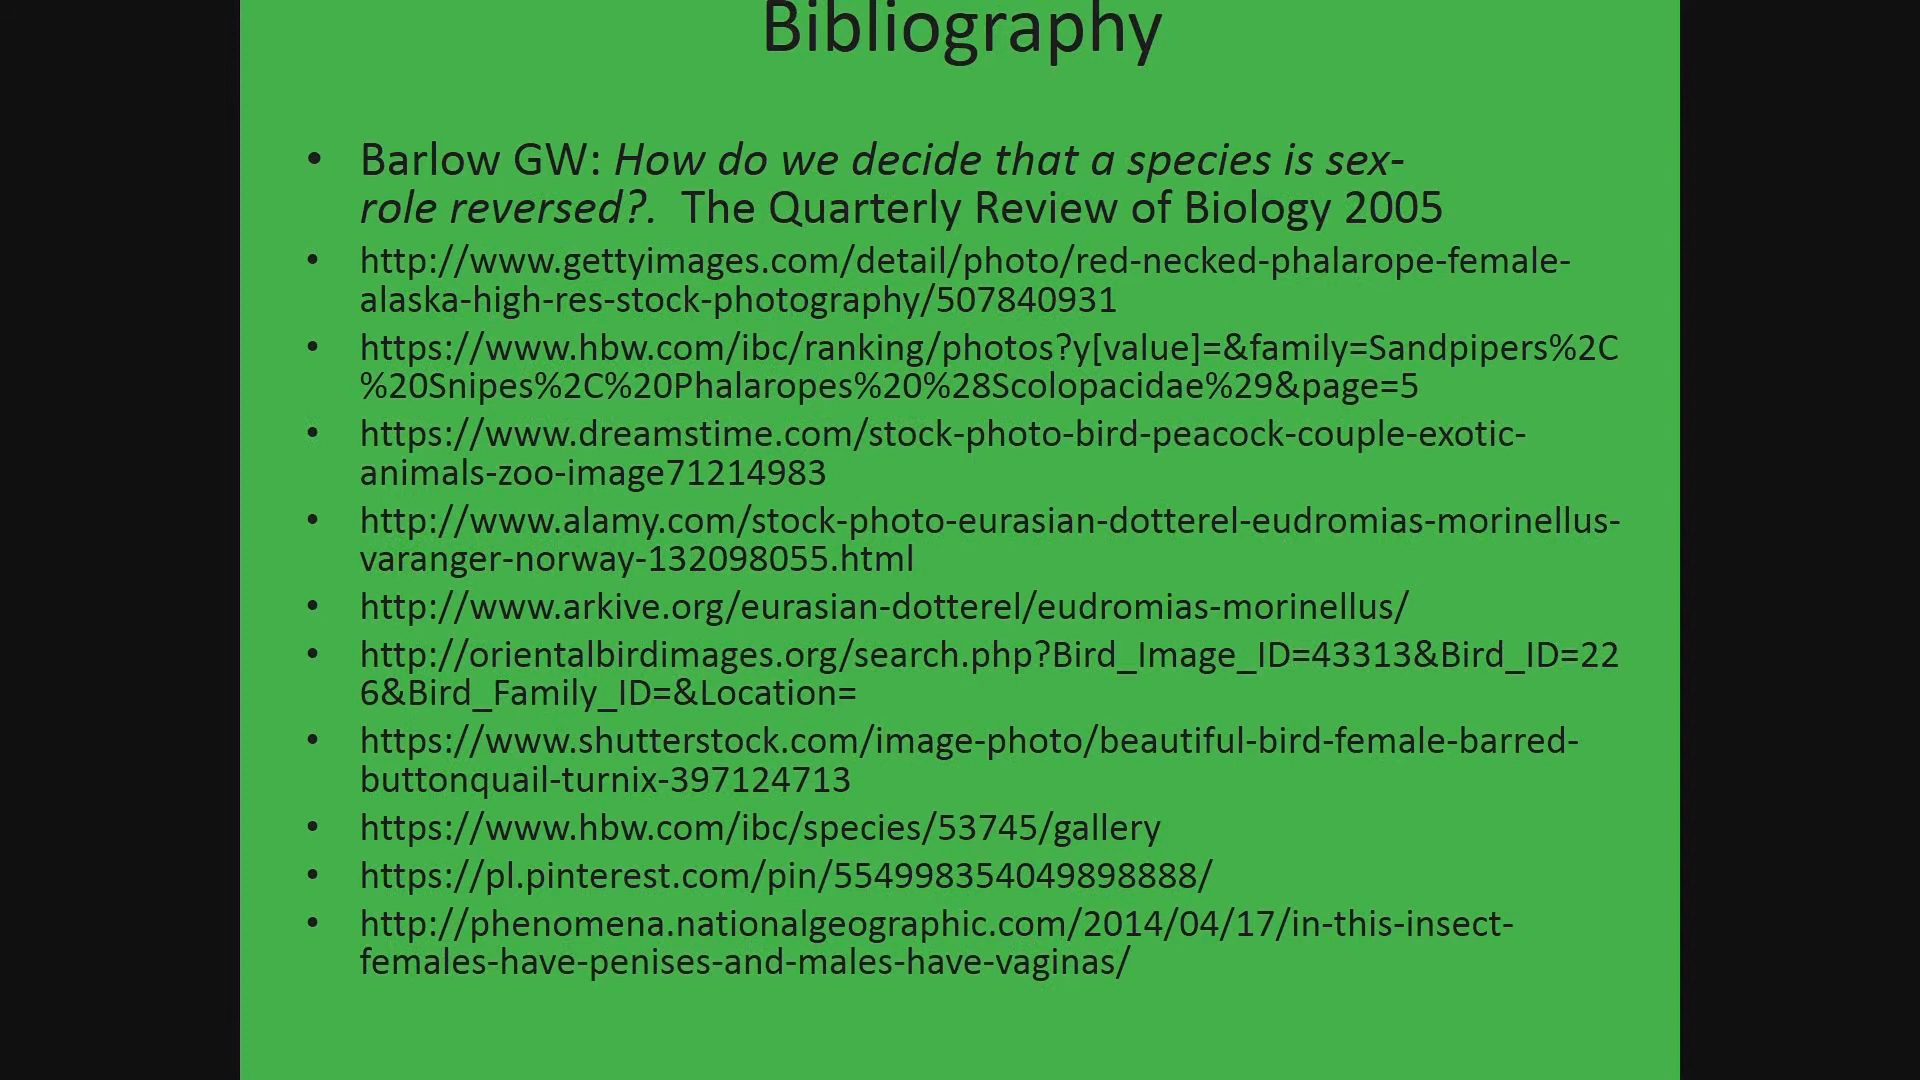 Bibliography
• Barlow GW: How do we decide that a species is sex-
role reversed?.  The Quarterly Review of Biology 2005
• http://www.gettyimages.com/detail/photo/red-necked-phalarope-female-
alaska-high-res-stock-photography/507840931
• https://www.hbw.com/ibc/ranking/photos?y[value]=&family=Sandpipers%2C
%20Snipes%2C%20Phalaropes%20%28Scolopacidae%29&page=5
• https://www.dreamstime.com/stock-photo-bird-peacock-couple-exotic-
animals-zoo-image71214983
• http://www.alamy.com/stock-photo-eurasian-dotterel-eudromias-morinellus-
varanger-norway-132098055.html
• http://www.arkive.org/eurasian-dotterel/eudromias-morinellus/
• http://orientalbirdimages.org/search.php?Bird_Image_ID=43313&Bird_ID=22
6&Bird_Family_ID=&Location=
• https://www.shutterstock.com/image-photo/beautiful-bird-female-barred-
buttonquail-turnix-397124713
• https://www.hbw.com/ibc/species/53745/gallery
• https://pl.pinterest.com/pin/554998354049898888/
• http://phenomena.nationalgeographic.com/2014/04/17/in-this-insect-
females-have-penises-and-males-have-vaginas/